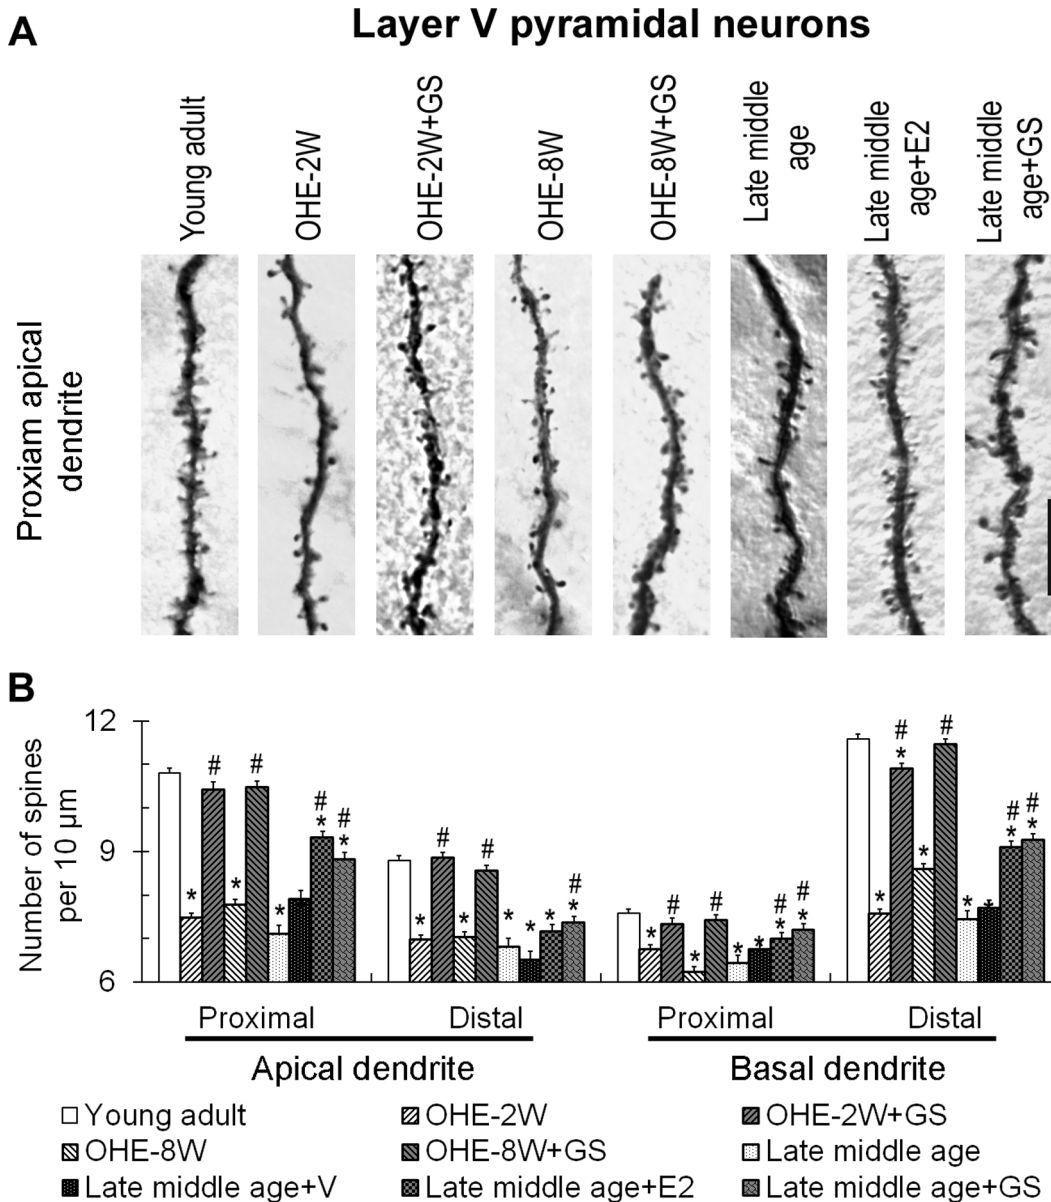 A
Layer V pyramidal neurons
Young adult
OHE-2W
OHE-2W+GS
OHE-8W
OHE-8W+GS
Late middle
age
Late middle
age+E2
Late middle
age+GS
Proxiam apical
dendrite
B
Number of spines
per 10 µm
12
9
6
* # * # * * # * #
* # * # * * * * #
* # * # * * * # * #
* # * * # * # * #
Proximal Distal Proximal Distal
Apical dendrite Basal dendrite
Young adult OHE-2W OHE-2W+GS
OHE-8W OHE-8W+GS Late middle age
Late middle age+V Late middle age+E2 Late middle age+GS